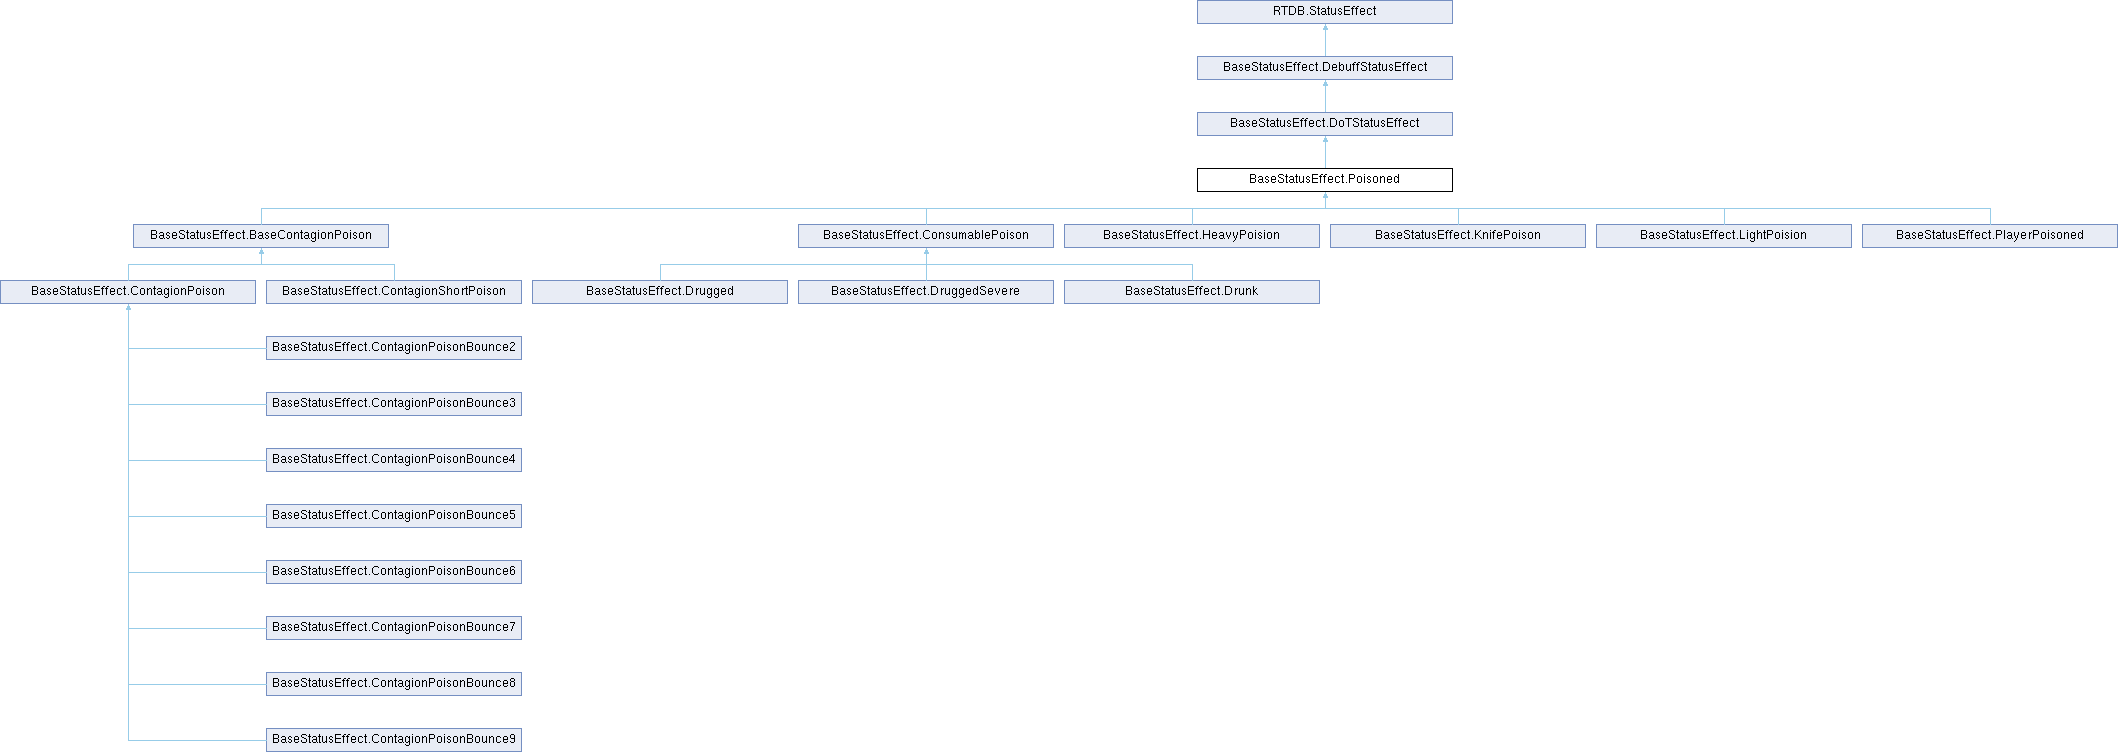 RTDB.StatusEffect
BaseStatusEffect.DebuffStatusEffect
BaseStatusEffect.DoTStatusEffect
BaseStatusEffect.Poisoned
BaseStatusEffect.BaseContagionPoison
BaseStatusEffect.ConsumablePoison
BaseStatusEffect.HeavyPoision
BaseStatusEffect.KnifePoison
BaseStatusEffect.LightPoision
BaseStatusEffect.PlayerPoisoned
BaseStatusEffect.ContagionPoison
BaseStatusEffect.ContagionShortPoison
BaseStatusEffect.Drugged
BaseStatusEffect.DruggedSevere
BaseStatusEffect.Drunk
BaseStatusEffect.ContagionPoisonBounce2
BaseStatusEffect.ContagionPoisonBounce3
BaseStatusEffect.ContagionPoisonBounce4
BaseStatusEffect.ContagionPoisonBounce5
BaseStatusEffect.ContagionPoisonBounce6
BaseStatusEffect.ContagionPoisonBounce7
BaseStatusEffect.ContagionPoisonBounce8
BaseStatusEffect.ContagionPoisonBounce9